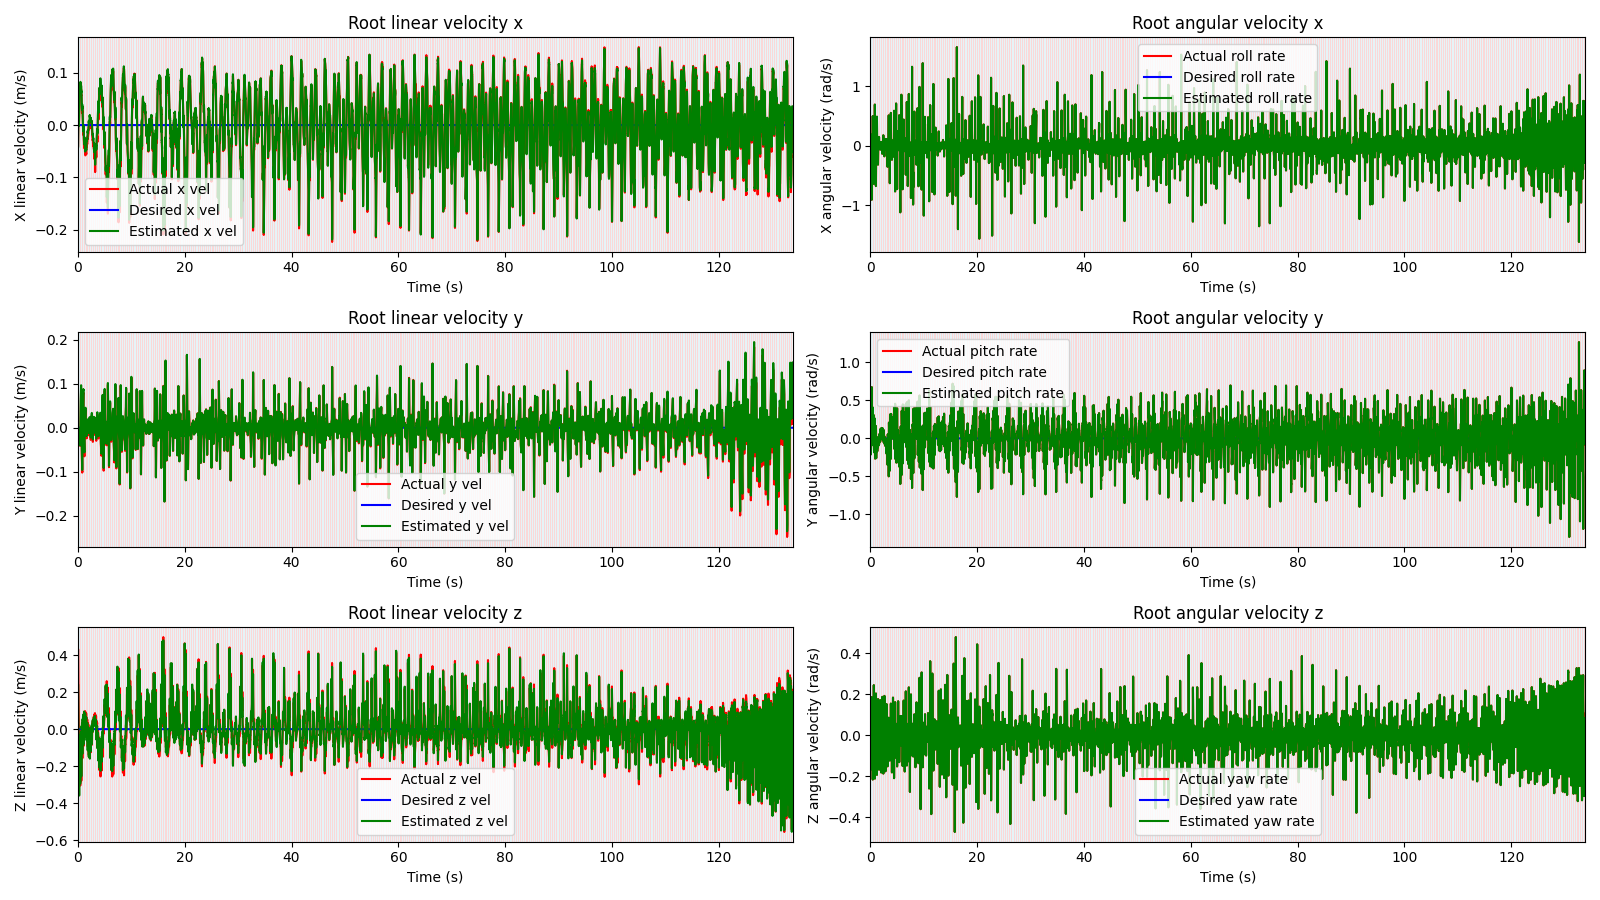 Root linear velocity x
X linear velocity (m/s)
0.1
0.0
−0.1
−0.2
Actual x vel
Desired x vel
Estimated x vel
0 20 40 60 80 100 120
Time (s)
Root angular velocity x
X angular velocity (rad/s)
1
0
−1
Actual roll rate
Desired roll rate
Estimated roll rate
0 20 40 60 80 100 120
Time (s)
Root linear velocity y
Y linear velocity (m/s)
0.2
0.1
0.0
−0.1
−0.2
Actual y vel
Desired y vel
Estimated y vel
0 20 40 60 80 100 120
Time (s)
Root angular velocity y
Y angular velocity (rad/s)
1.0
0.5
0.0
−0.5
−1.0
Actual pitch rate
Desired pitch rate
Estimated pitch rate
0 20 40 60 80 100 120
Time (s)
Root linear velocity z
Z linear velocity (m/s)
0.4
0.2
0.0
−0.2
−0.4
−0.6
Actual z vel
Desired z vel
Estimated z vel
0 20 40 60 80 100 120
Time (s)
Root angular velocity z
Z angular velocity (rad/s)
0.4
0.2
0.0
−0.2
−0.4
Actual yaw rate
Desired yaw rate
Estimated yaw rate
0 20 40 60 80 100 120
Time (s)